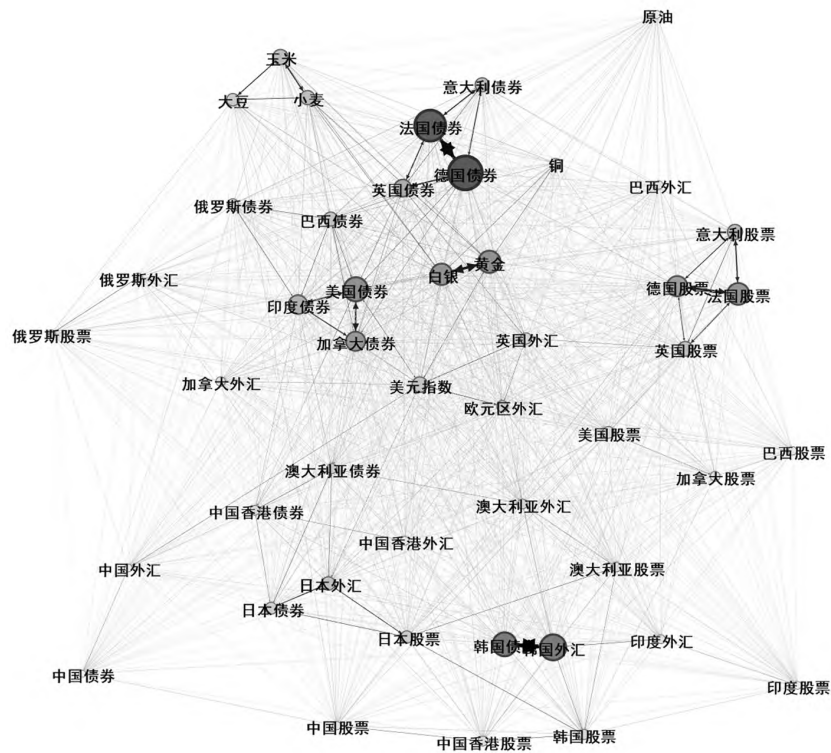 原油
玉米
大豆
小麦
意大利债券
法国债券
德国债券
英国债券
铜
巴西外汇
俄罗斯债券
巴西债券
意大利股票
白银
黄金
俄罗斯外汇
美国债券
印度债券
德国股票
法国股票
俄罗斯股票
加拿大债券
英国外汇
英国股票
加拿大外汇
美元指数
欧元区外汇
美国股票
巴西股票
澳大利亚债券
加拿大股票
中国香港债券
澳大利亚外汇
中国香港外汇
中国外汇
澳大利亚股票
日本外汇
日本债券
日本股票
韩国债
韩国外汇
印度外汇
中国债券
印度股票
中国股票
中国香港股票
韩国股票